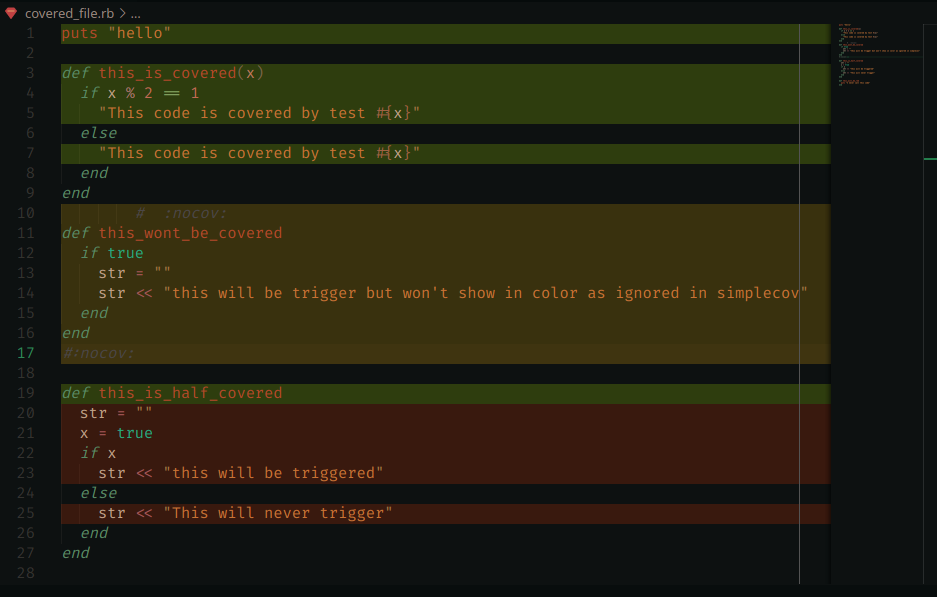 covered_file.rb > ...
1 puts "hello"
2
3 def this_is_covered(x)
4 if x % 2 == 1
5 "This code is covered by test #{x}"
6 else
7 "This code is covered by test #{x}"
8 end
9 end
10 # :nocov:
11 def this_wont_be_covered
12 if true
13 str = ""
14 str << "this will be trigger but won't show in color as ignored in simplecov"
15 end
16 end
17 #:nocov:
18
19 def this_is_half_covered
20 str = ""
21 x = true
22 if x
23 str << "this will be triggered"
24 else
25 str << "This will never trigger"
26 end
27 end
28